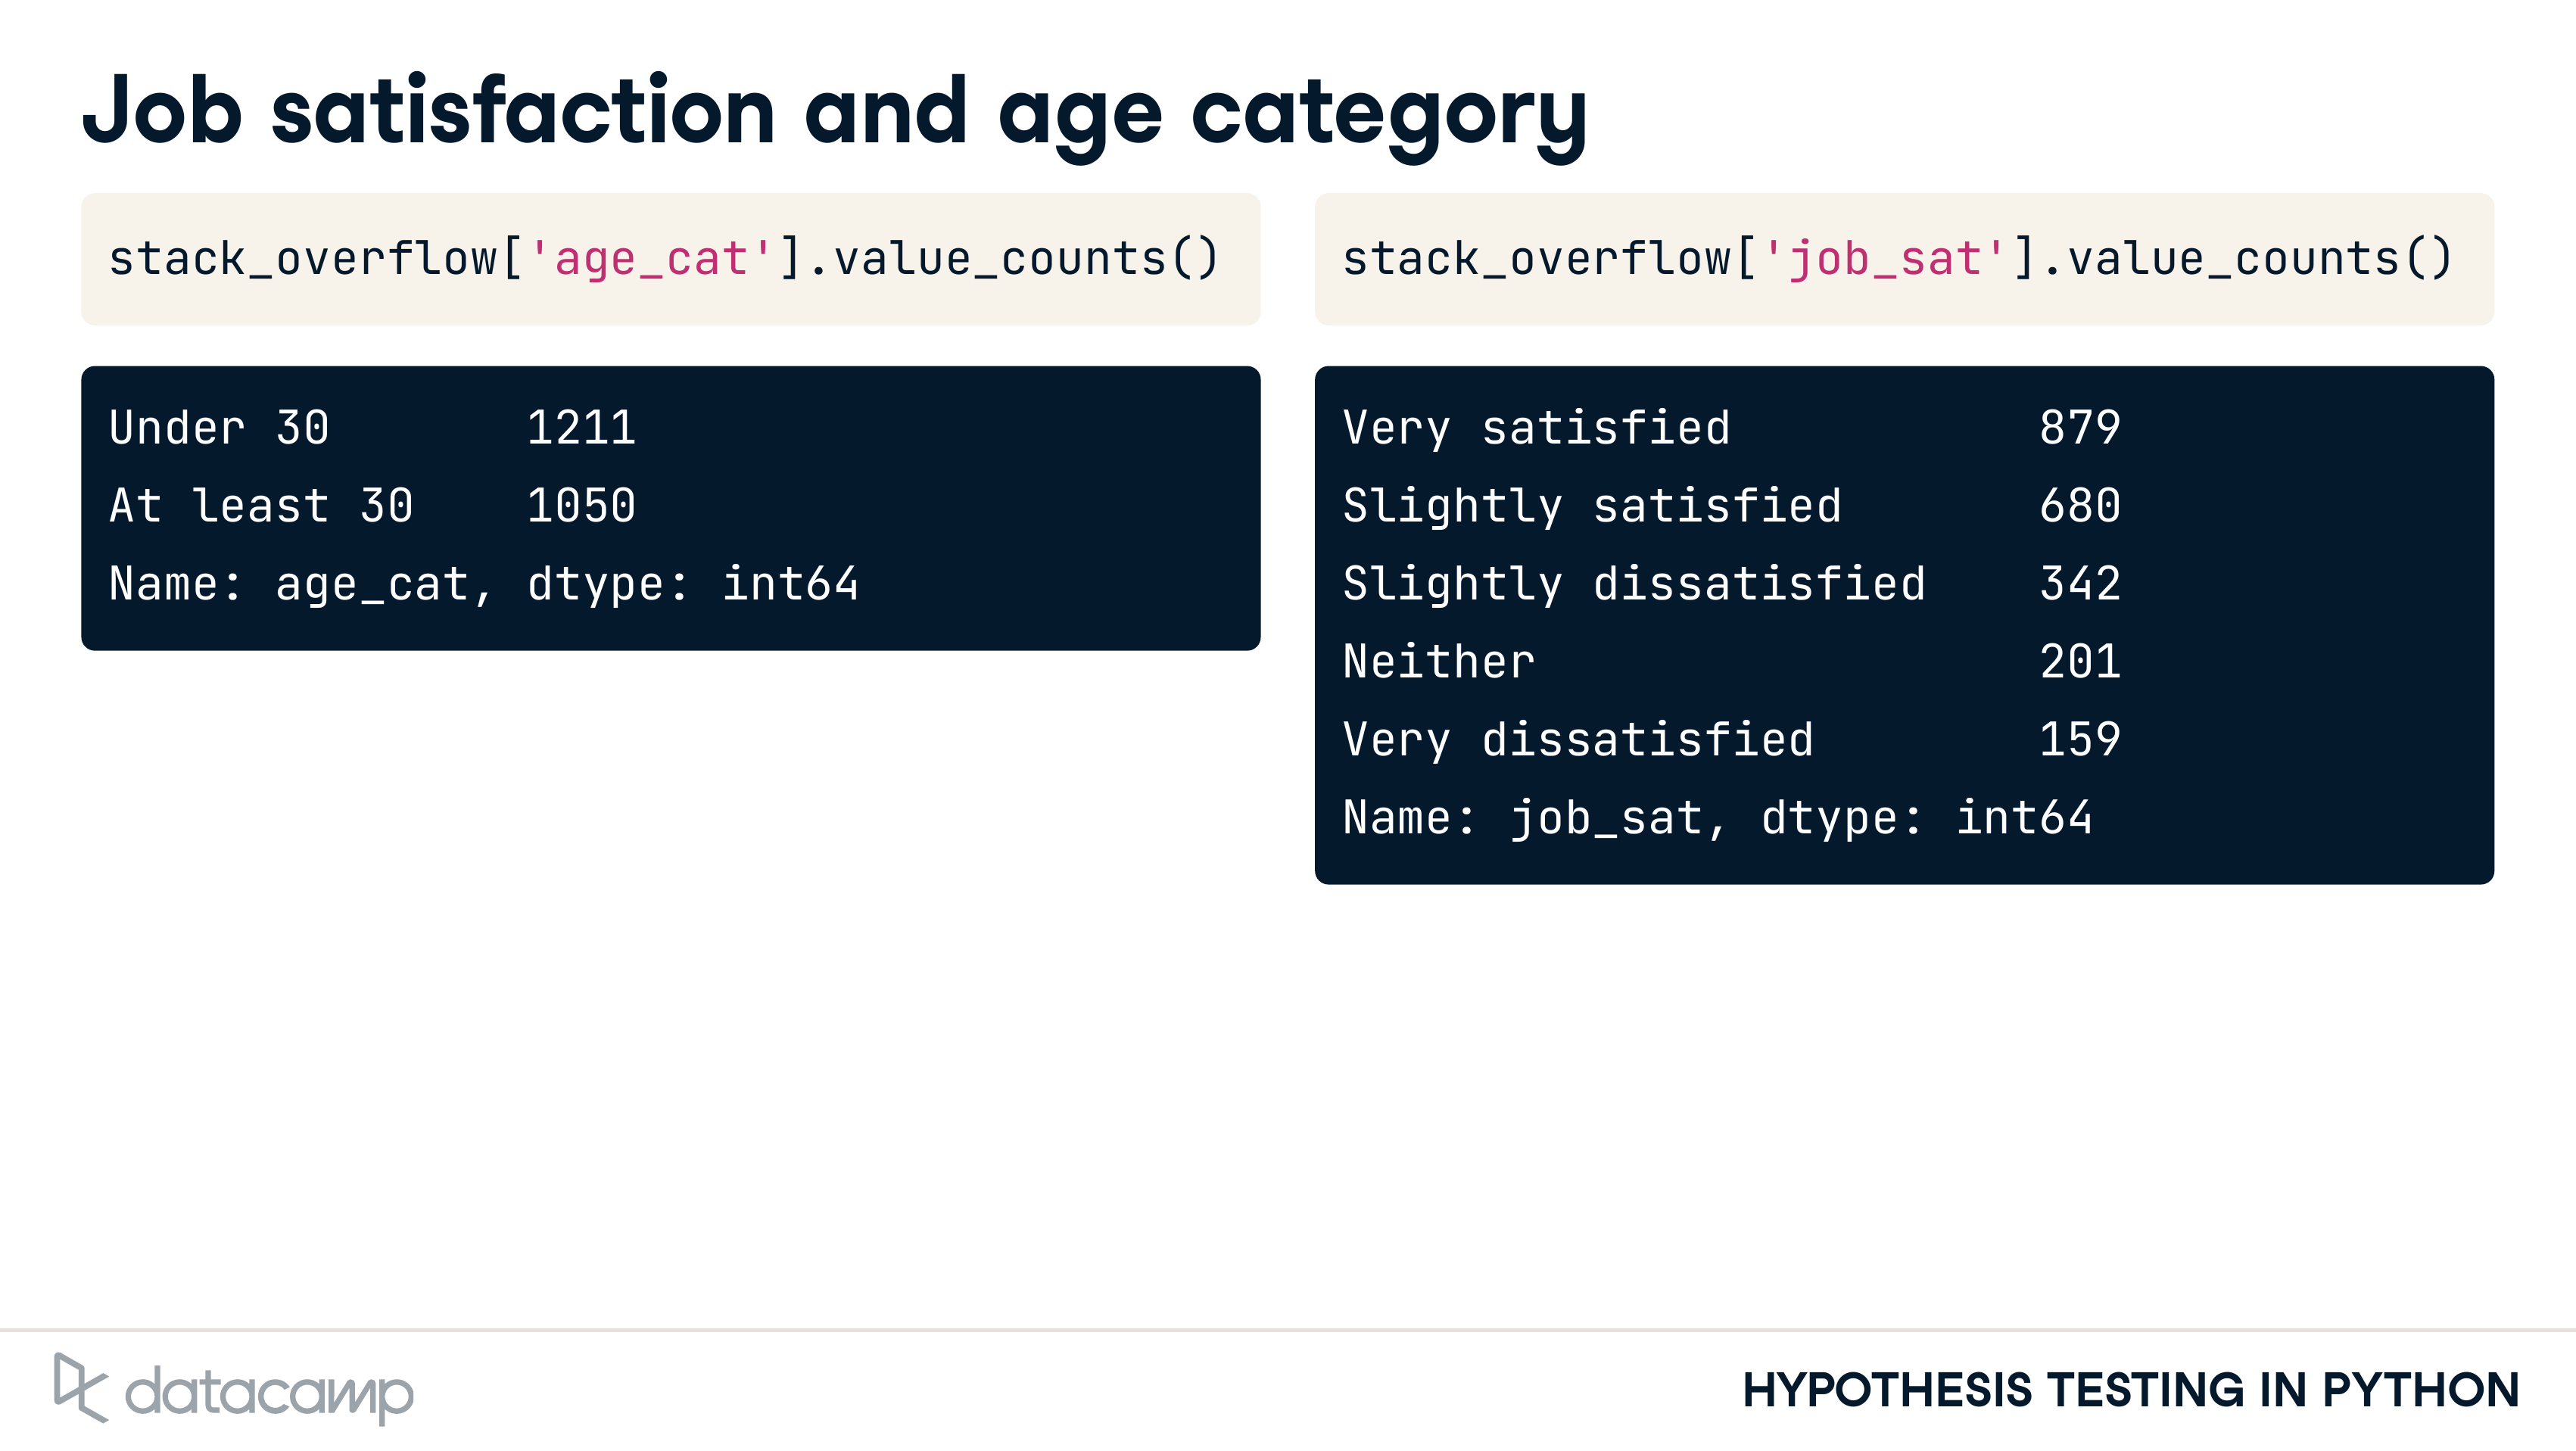 Job satisfaction and age category
stack_overflow['age_cat'].value_counts()
Under 30       1211
At least 30    1050
Name: age_cat, dtype: int64
stack_overflow['job_sat'].value_counts()
Very satisfied           879
Slightly satisfied       680
Slightly dissatisfied    342
Neither                  201
Very dissatisfied        159
Name: job_sat, dtype: int64
datacamp
HYPOTHESIS TESTING IN PYTHON